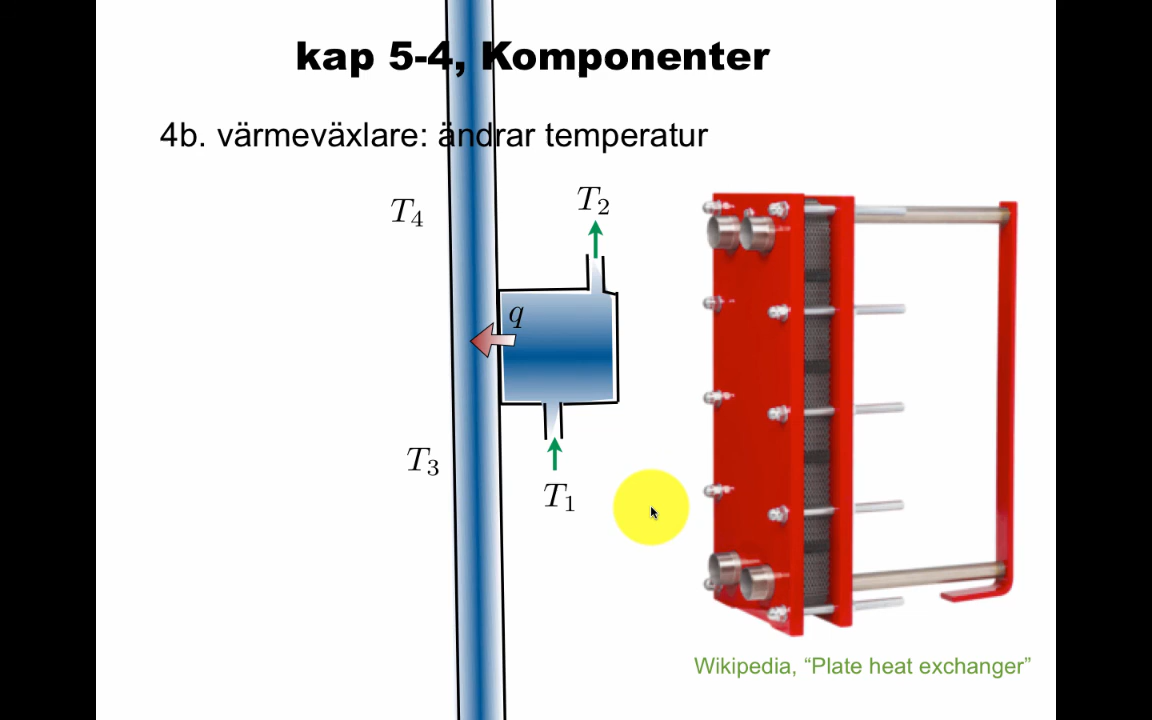 kap 5-4, Komponenter
4b. värmeväxlare: ändrar temperatur
T₂
T₄
q
T₃
T₁
Wikipedia, “Plate heat exchanger”